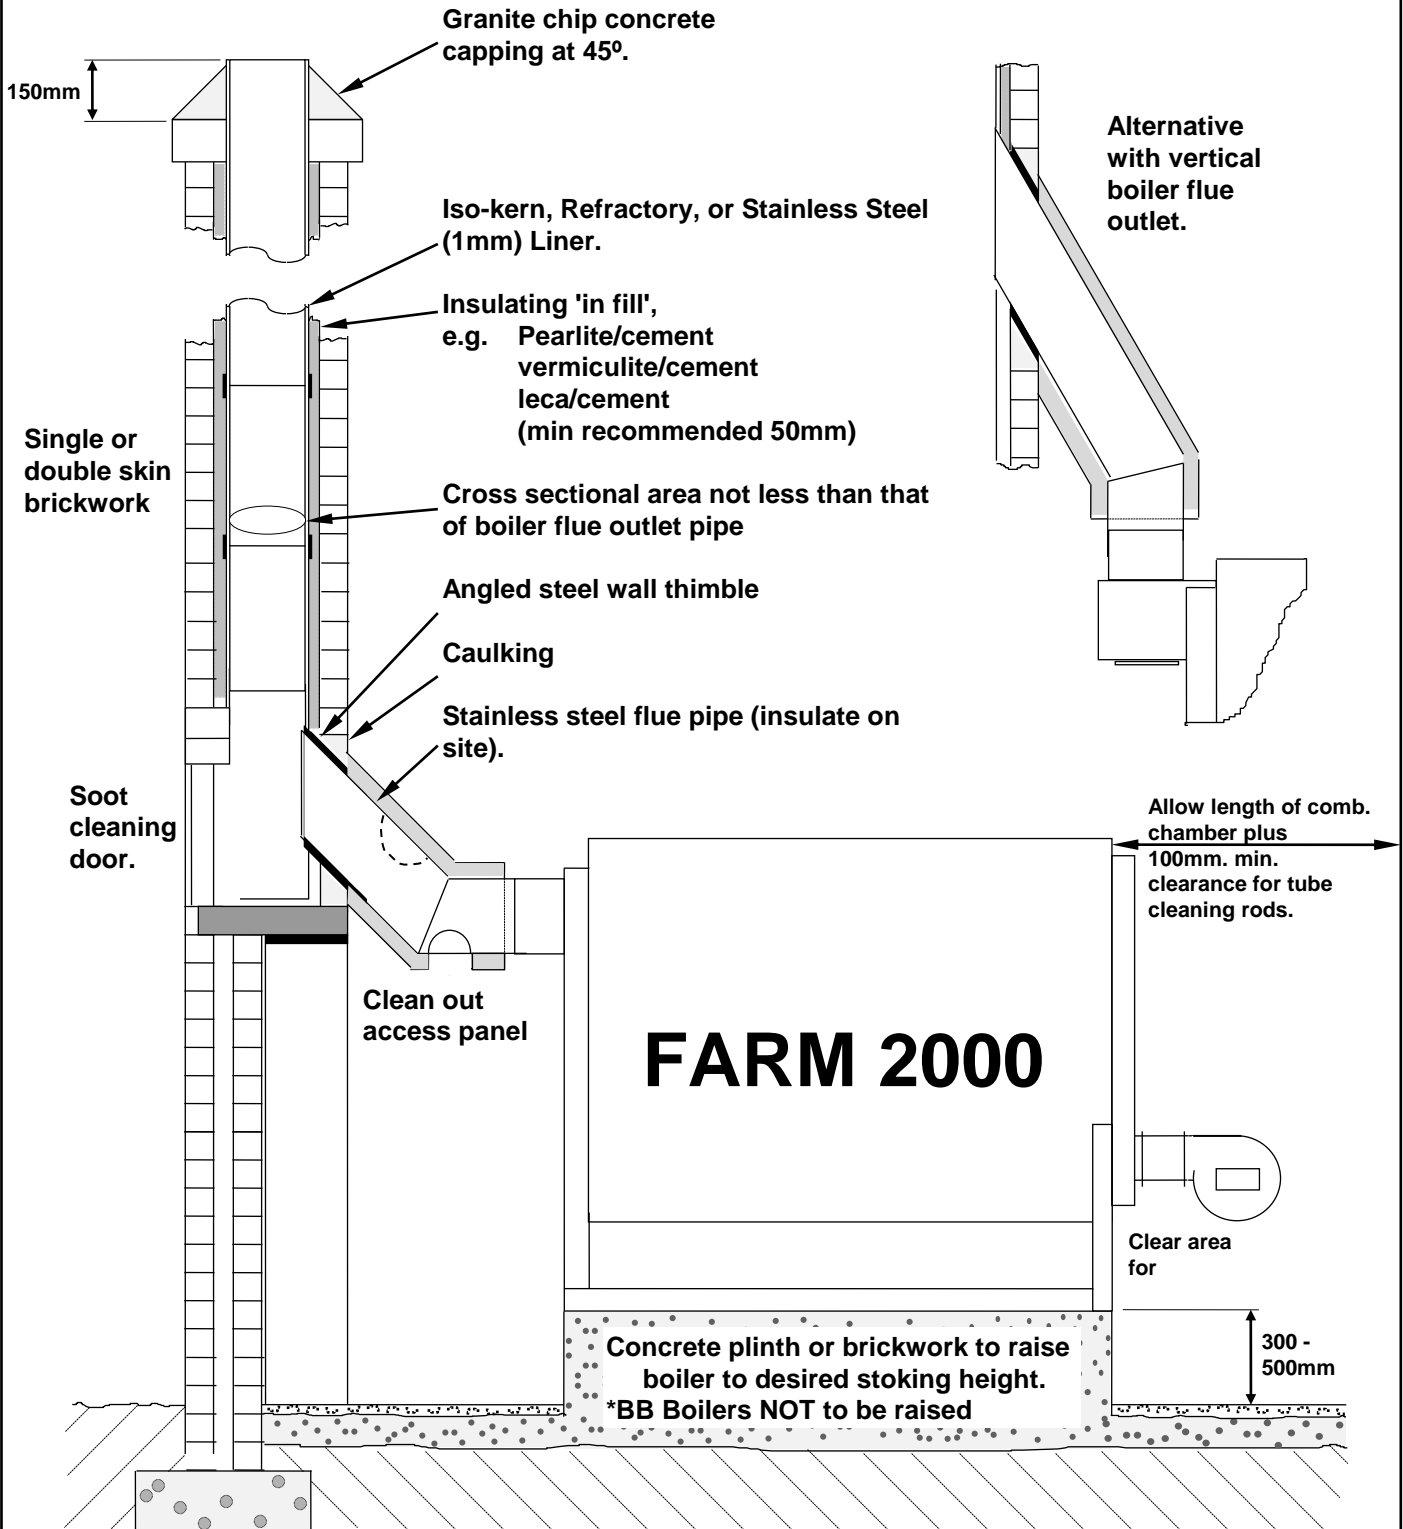 Granite chip concrete
capping at 45º.
150mm
Alternative
with vertical
boiler flue
outlet.
Iso-kern, Refractory, or Stainless Steel
(1mm) Liner.
Insulating 'in fill',
e.g. Pearlite/cement
vermiculite/cement
leca/cement
(min recommended 50mm)
Single or
double skin
brickwork
Cross sectional area not less than that
of boiler flue outlet pipe
Angled steel wall thimble
Caulking
Stainless steel flue pipe (insulate on
site).
Soot
cleaning
door.
Allow length of comb.
chamber plus
100mm. min.
clearance for tube
cleaning rods.
Clean out
access panel
FARM 2000
Clear area
for
300 -
500mm
Concrete plinth or brickwork to raise
boiler to desired stoking height.
*BB Boilers NOT to be raised